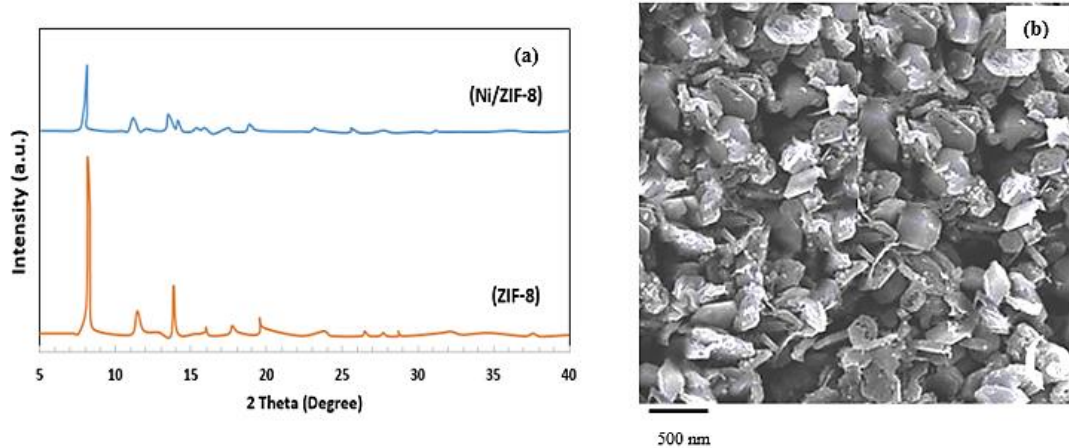 (a)
(Ni/ZIF-8)
(ZIF-8)
Intensity (a.u.)
5 10 15 20 25 30 35 40
2 Theta (Degree)
(b)
500 nm